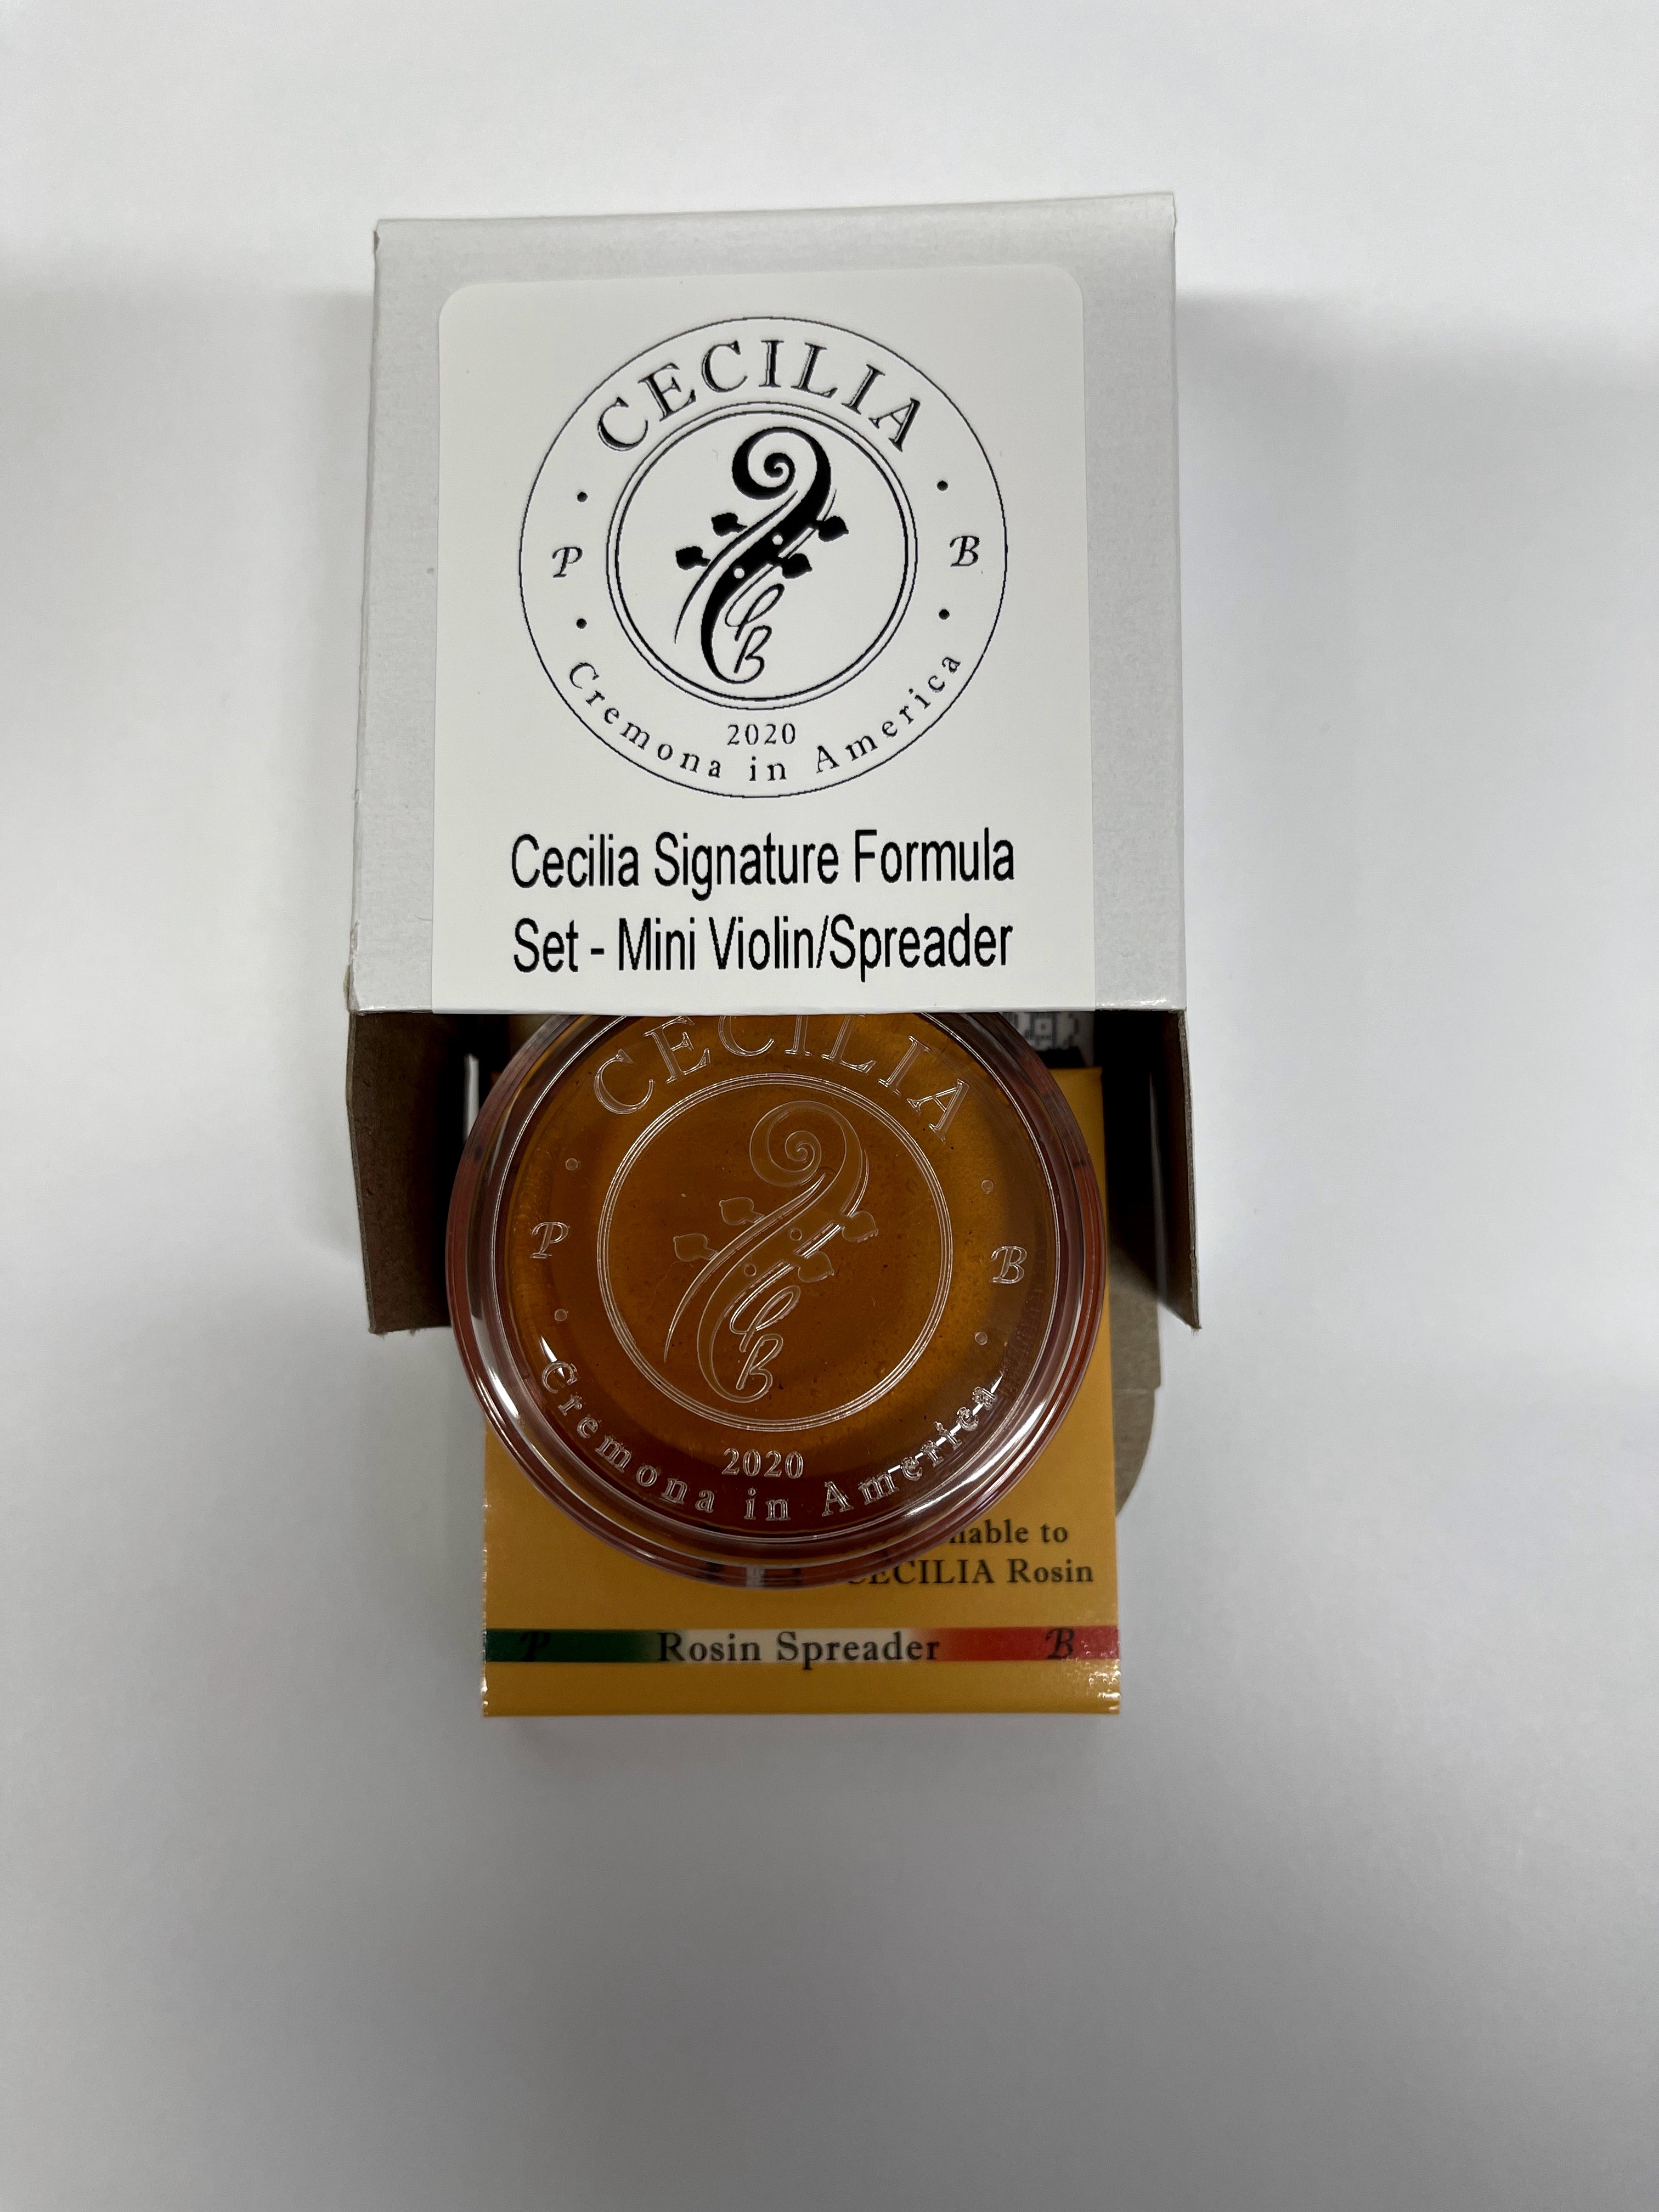 CECILIA
P B
B
2020
Cremona in America
Cecilia Signature Formula
Set - Mini Violin/Spreader
CECILIA
P B
B
2020
Cremona in America
to
CECILIA Rosin
P Rosin Spreader B